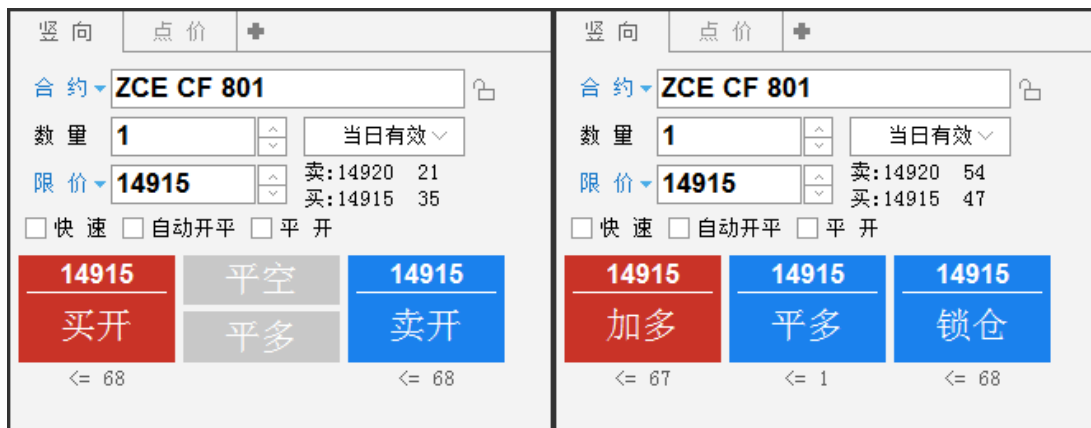 竖 向 点 价
合 约 ZCE CF 801
数 量 1 当日有效
限 价 14915 卖:14920 21
买:14915 35
快 速 自动开平 平 开
14915 平空 14915
买开 平多 卖开
<= 68 <= 68
竖 向 点 价
合 约 ZCE CF 801
数 量 1 当日有效
限 价 14915 卖:14920 54
买:14915 47
快 速 自动开平 平 开
14915 14915 14915
加多 平多 锁仓
<= 67 <= 1 <= 68